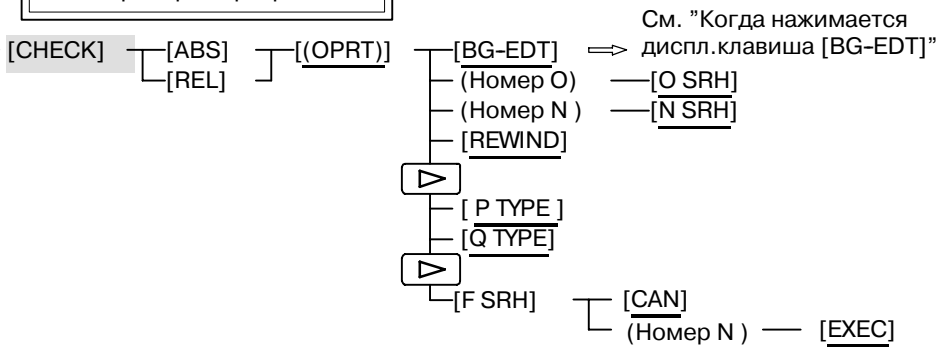 См. "Когда нажимается
[CHECK] [ABS] [(OPRT)] [BG-EDT] диспл.клавиша [BG-EDT]"
[REL] (Номер O) [O SRH]
(Номер N ) [N SRH]
[REWIND]
[ P TYPE ]
[Q TYPE]
[F SRH] [CAN]
(Номер N ) [EXEC]